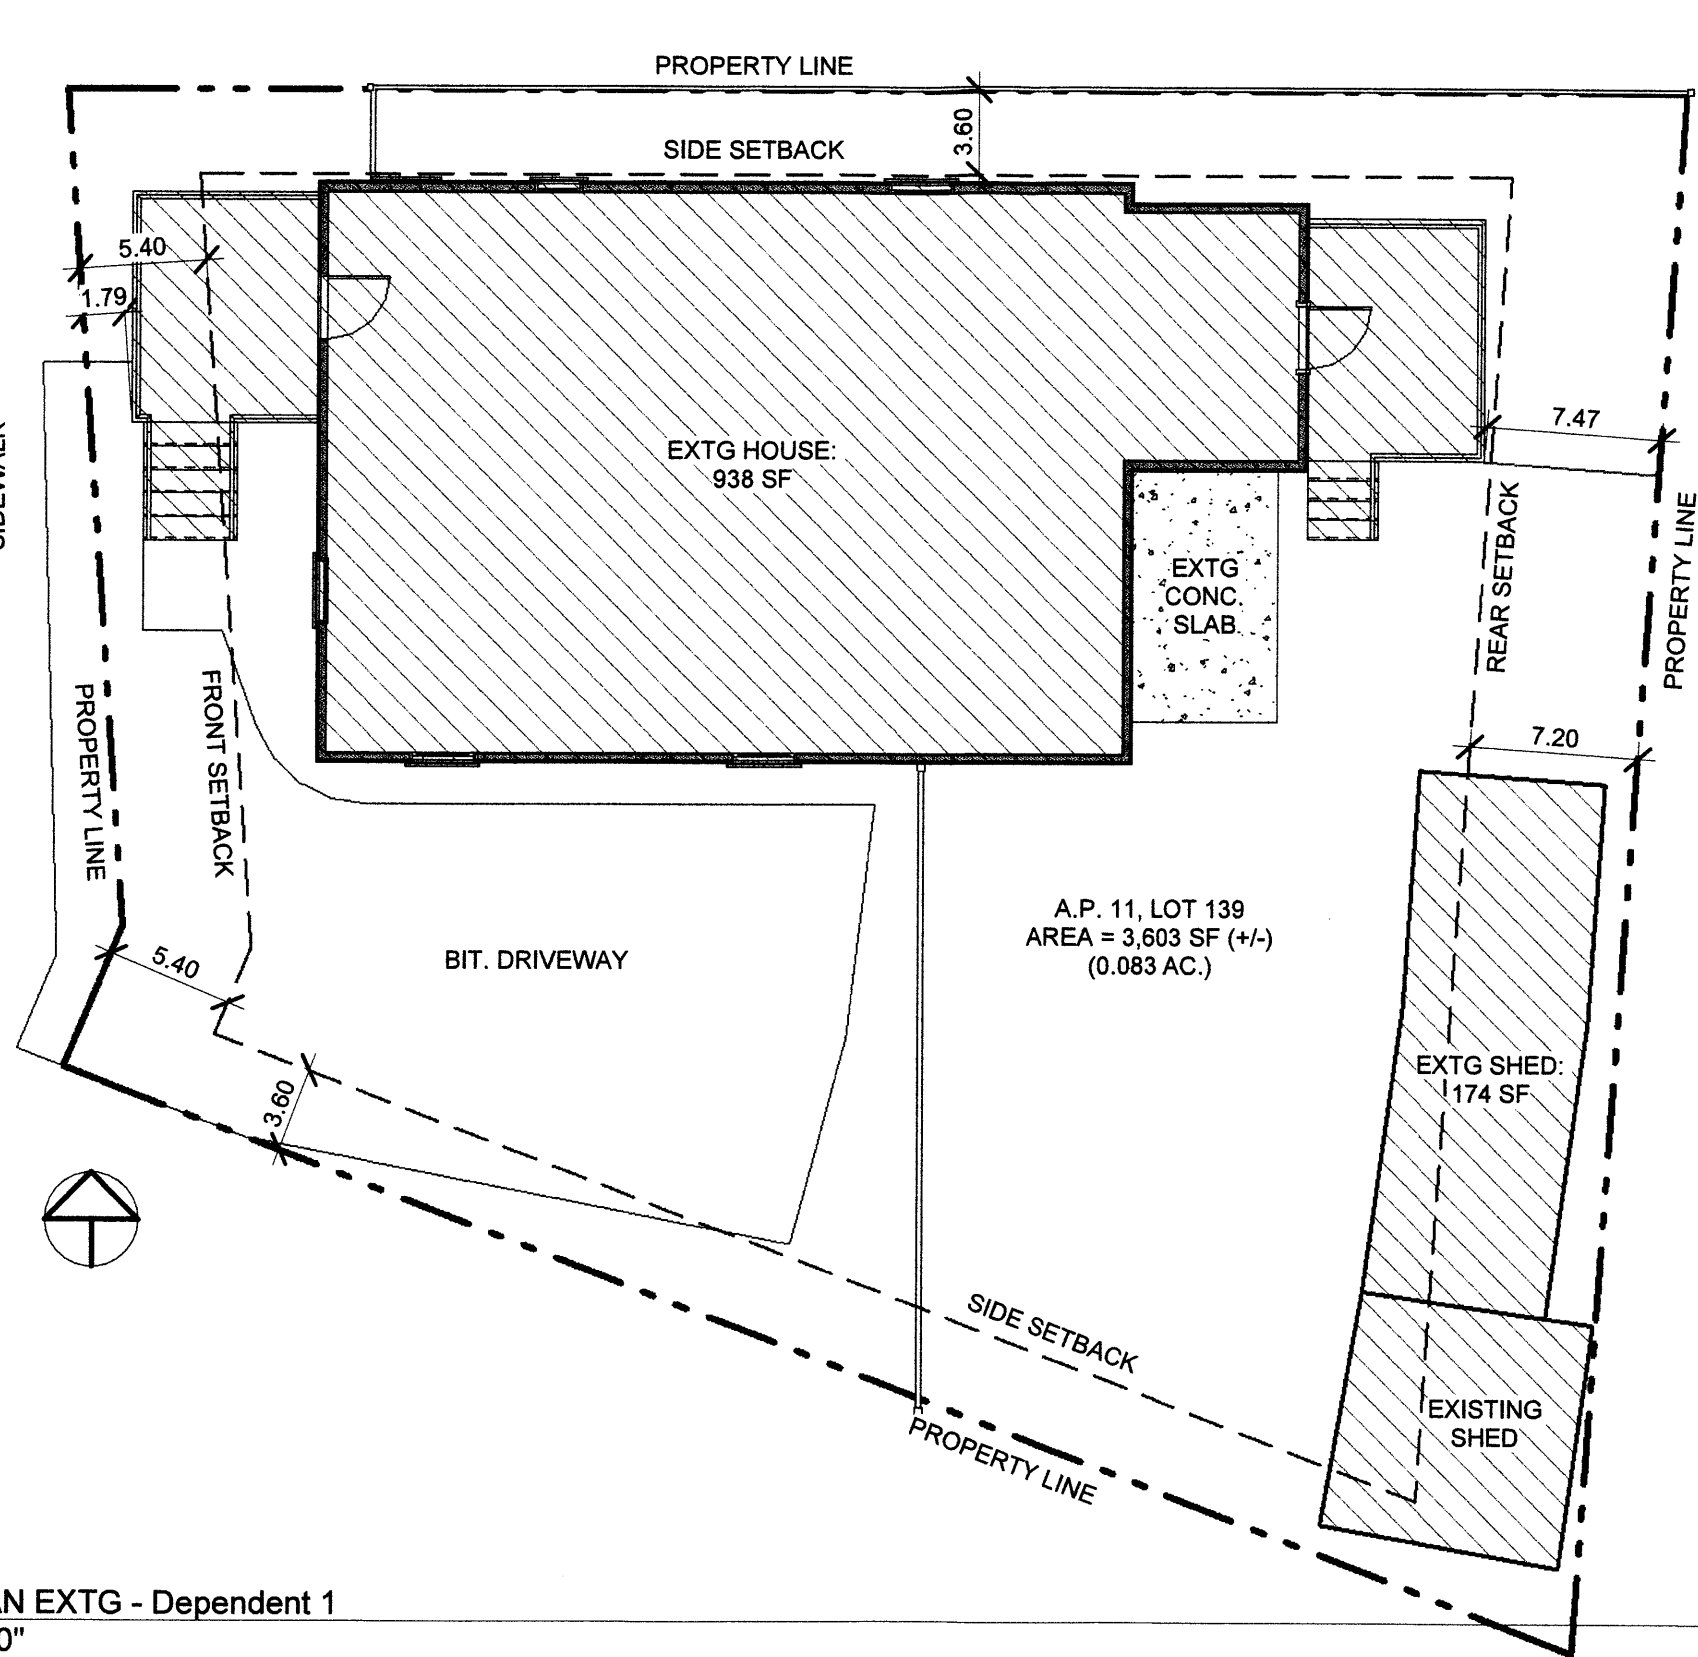 PROPERTY LINE
3.60
SIDE SETBACK
5.40
1.79
7.47
EXTG HOUSE:
938 SF
EXTG
CONC.
SLAB
REAR SETBACK
PROPERTY LINE
PROPERTY LINE
FRONT SETBACK
7.20
A.P. 11, LOT 139
AREA = 3,603 SF (+/-)
(0.083 AC.)
5.40
BIT. DRIVEWAY
3.60
EXTG SHED:
174 SF
SIDE SETBACK
EXISTING
SHED
PROPERTY LINE
EXTG - Dependent 1
0"